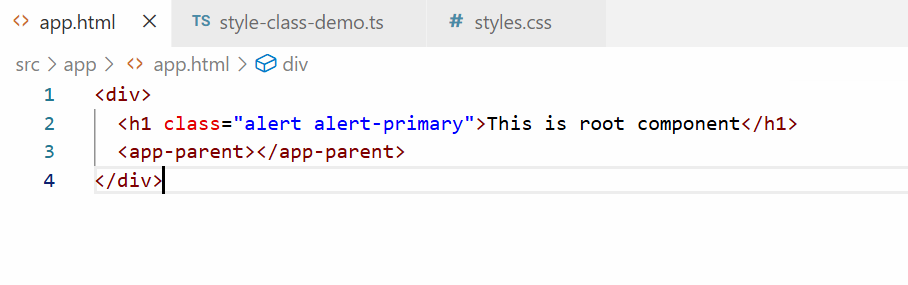 <> app.html × TS style-class-demo.ts # styles.css
src > app > <> app.html > div
1 <div>
2   <h1 class="alert alert-primary">This is root component</h1>
3   <app-parent></app-parent>
4 </div>